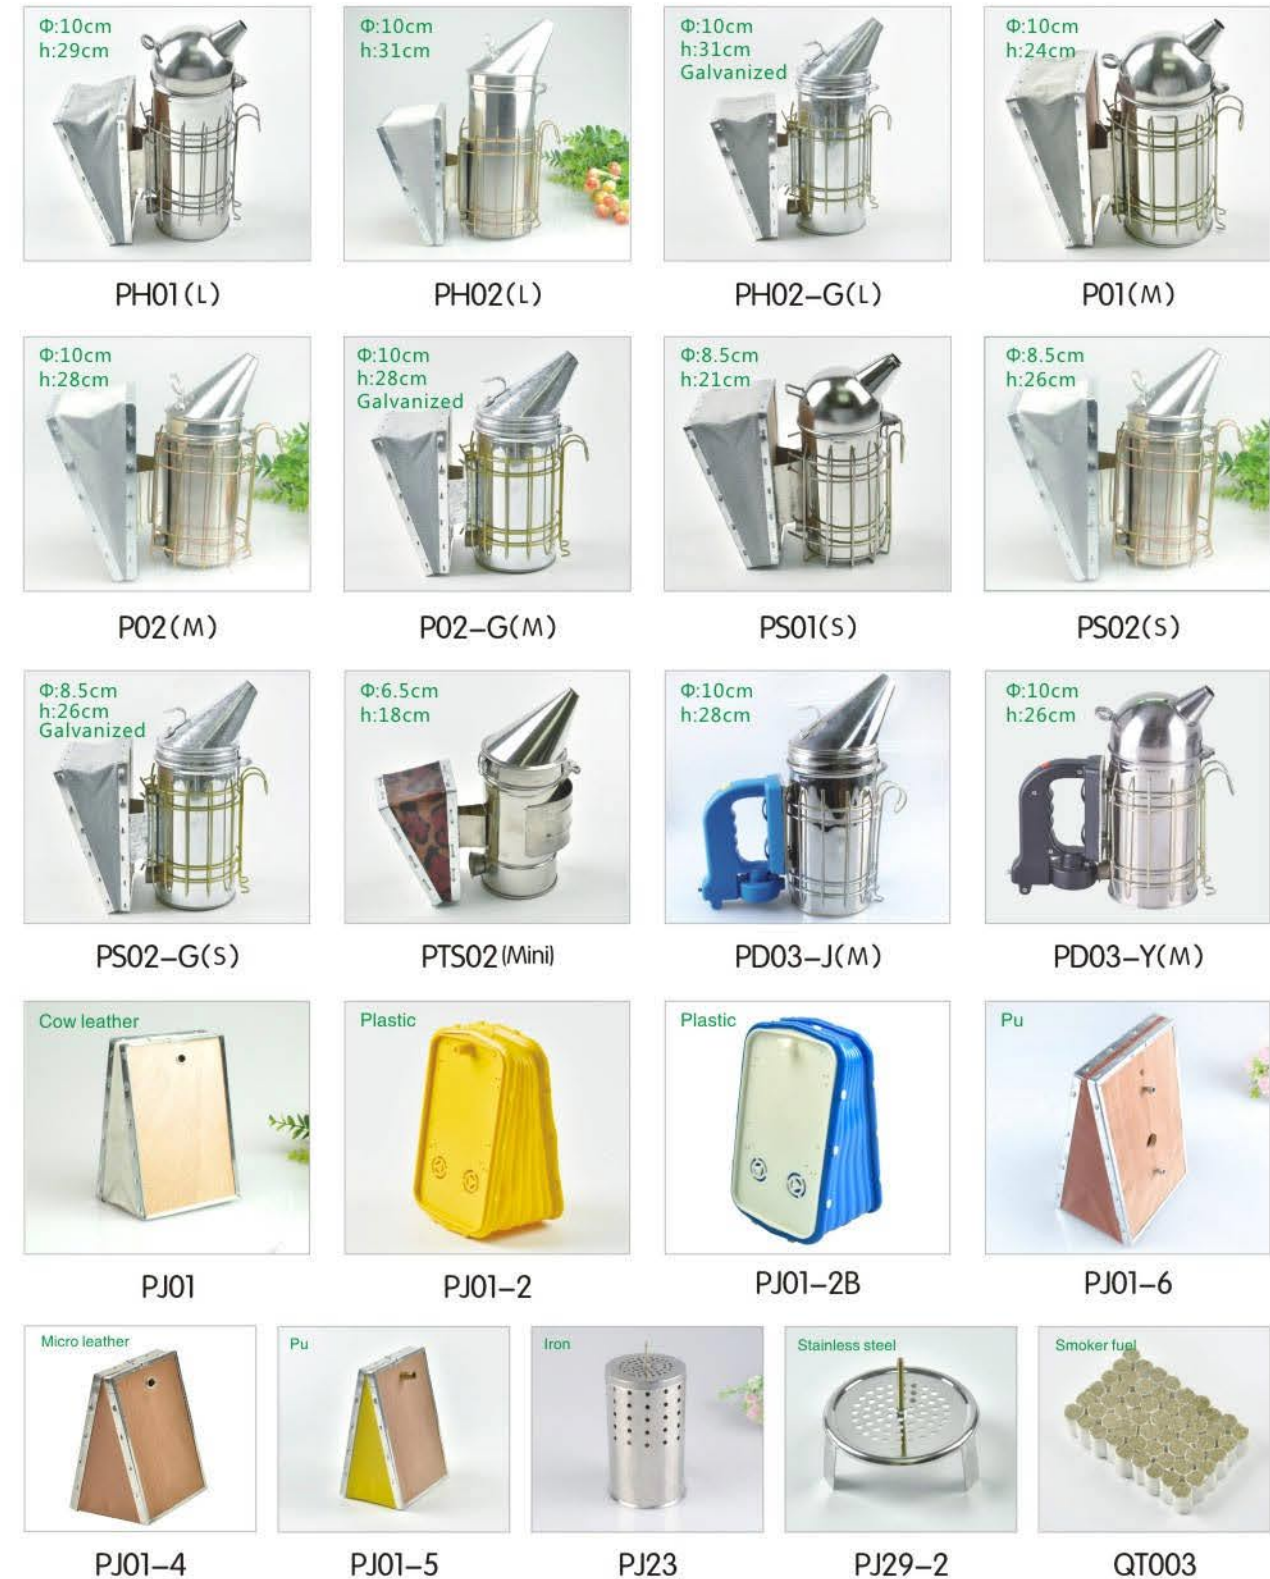 Φ:10cm
h:29cm
Φ:10cm
h:31cm
Φ:10cm
h:31cm
Galvanized
Φ:10cm
h:24cm
PH01(L)
PH02(L)
PH02-G(L)
P01(M)
Φ:10cm
h:28cm
Φ:10cm
h:28cm
Galvanized
Φ:8.5cm
h:21cm
Φ:8.5cm
h:26cm
P02(M)
P02-G(M)
PS01(S)
PS02(S)
Φ:8.5cm
h:26cm
Galvanized
Φ:6.5cm
h:18cm
Φ:10cm
h:28cm
Φ:10cm
h:26cm
PS02-G(S)
PTS02(Mini)
PD03-J(M)
PD03-Y(M)
Cow leather
Plastic
Plastic
Pu
PJ01
PJ01-2
PJ01-2B
PJ01-6
Micro leather
Pu
Iron
Stainless steel
Smoker fuel
PJ01-4
PJ01-5
PJ23
PJ29-2
QT003